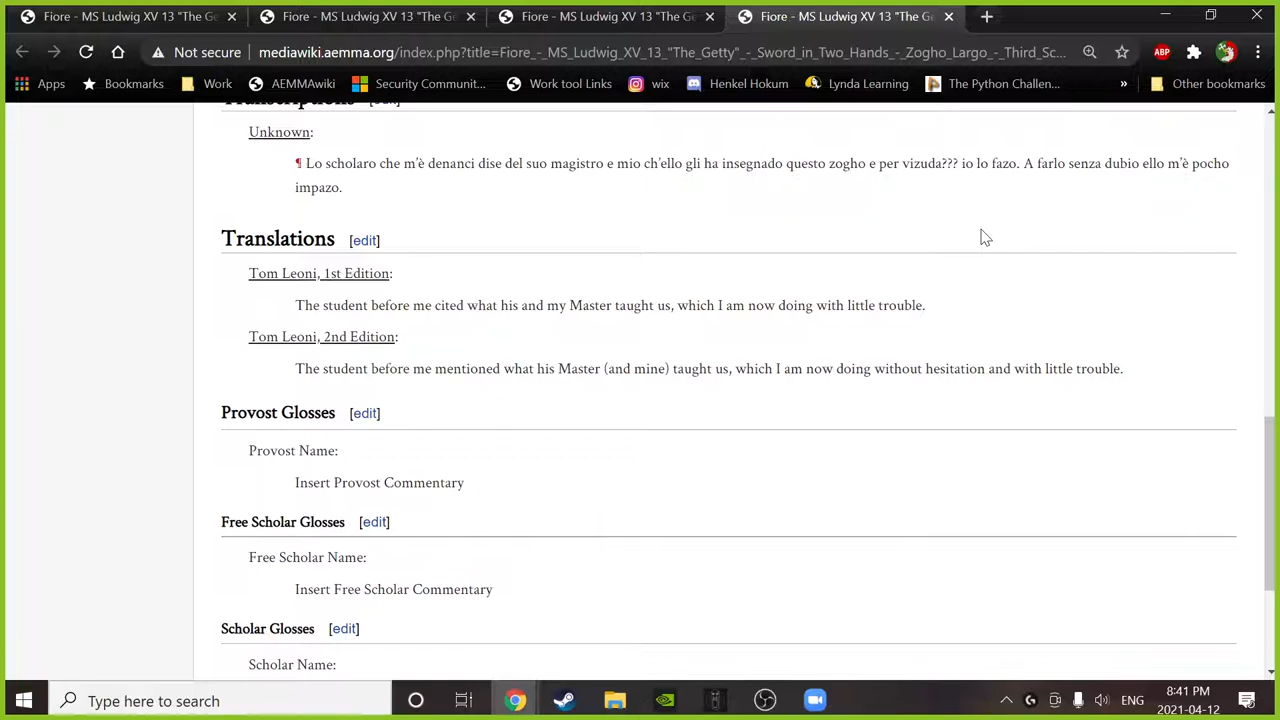 Fiore - MS Ludwig XV 13 "The G
Fiore - MS Ludwig XV 13 "The Ge
Fiore - MS Ludwig XV 13 "The Ge
Fiore - MS Ludwig XV 13 "The Ge
Not secure mediawiki.aemma.org/index.php?title=Fiore_-_MS_Ludwig_XV_13_"The_Getty"_-_Sword_in_Two_Hands_-_Zogho_Largo_-_Third_Sc...
ABP
Apps Bookmarks Work AEMMAwiki Security Communit... Work tool Links wix Henkel Hokum Lynda Learning The Python Challen... » Other bookmarks
Transcriptions [edit]
Unknown:
¶ Lo scholaro che m'è denanci dise del suo magistro e mio ch'ello gli ha insegnado questo zogho e per vizuda??? io lo fazo. A farlo senza dubio ello m'è pocho
impazo.
Translations [edit]
Tom Leoni, 1st Edition:
The student before me cited what his and my Master taught us, which I am now doing with little trouble.
Tom Leoni, 2nd Edition:
The student before me mentioned what his Master (and mine) taught us, which I am now doing without hesitation and with little trouble.
Provost Glosses [edit]
Provost Name:
Insert Provost Commentary
Free Scholar Glosses [edit]
Free Scholar Name:
Insert Free Scholar Commentary
Scholar Glosses [edit]
Scholar Name:
Type here to search
ENG
8:41 PM
2021-04-12